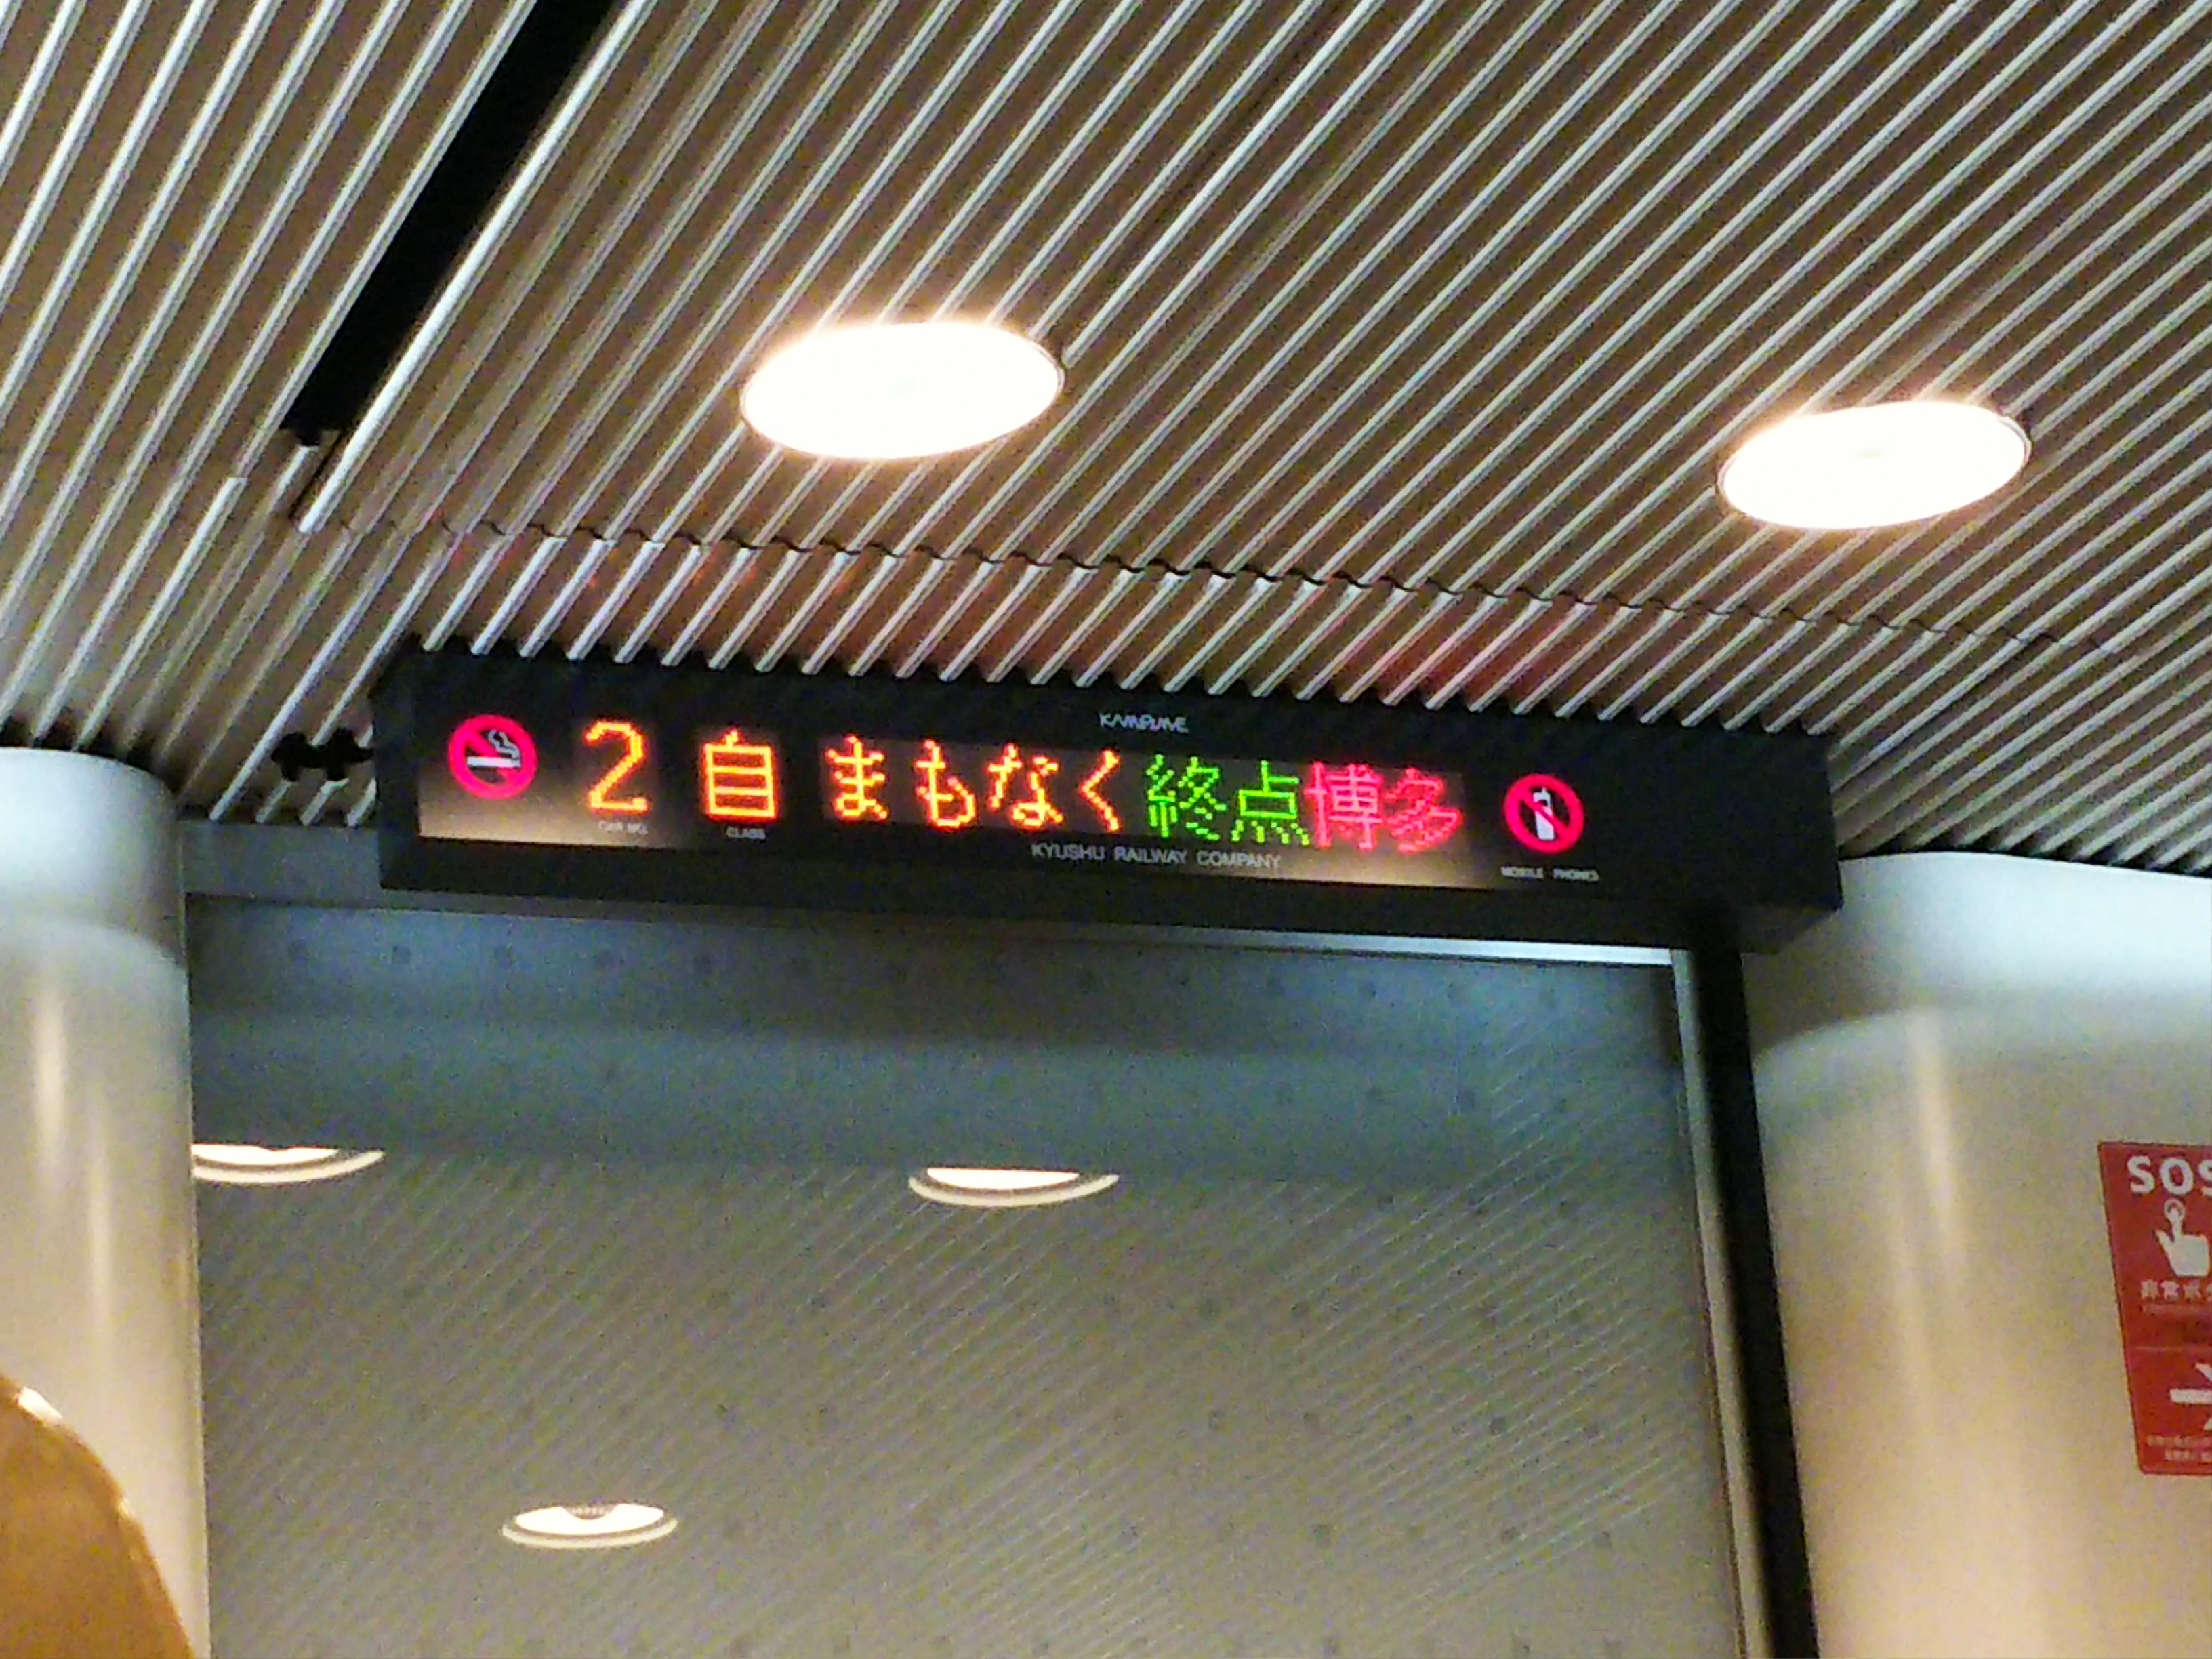 2 自 まもなく終点博多
CAR NO.
CLASS
KYUSHU RAILWAY COMPANY
MOBILE PHONES
SOS